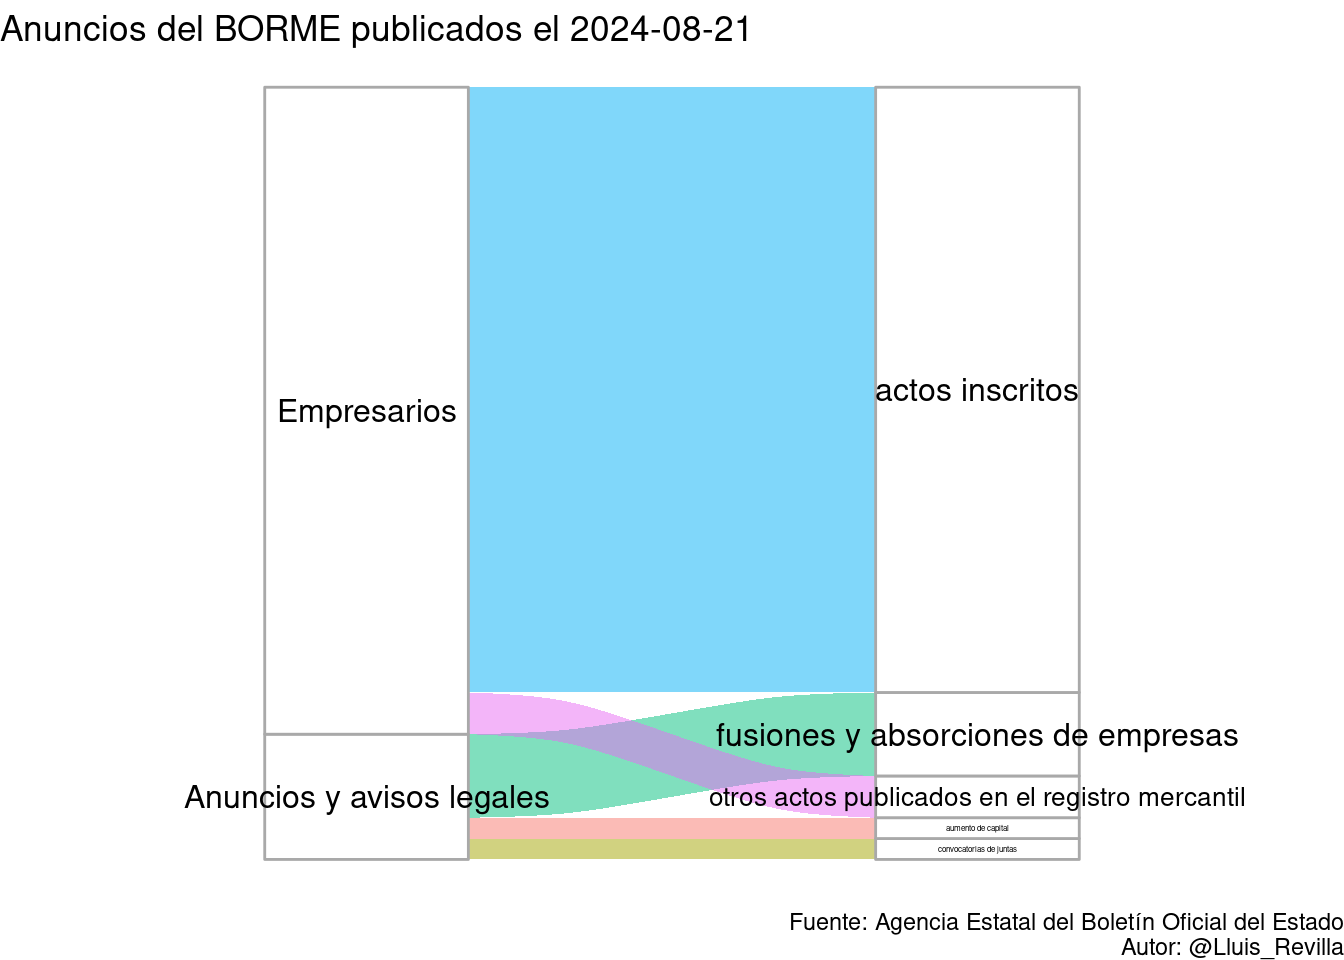 Anuncios del BORME publicados el 2024-08-21
Empresarios
actos inscritos
fusiones y absorciones de empresas
Anuncios y avisos legales
otros actos publicados en el registro mercantil
aumento de capital
convocatorias de juntas
Fuente: Agencia Estatal del Boletín Oficial del Estado
Autor: @Lluis_Revilla